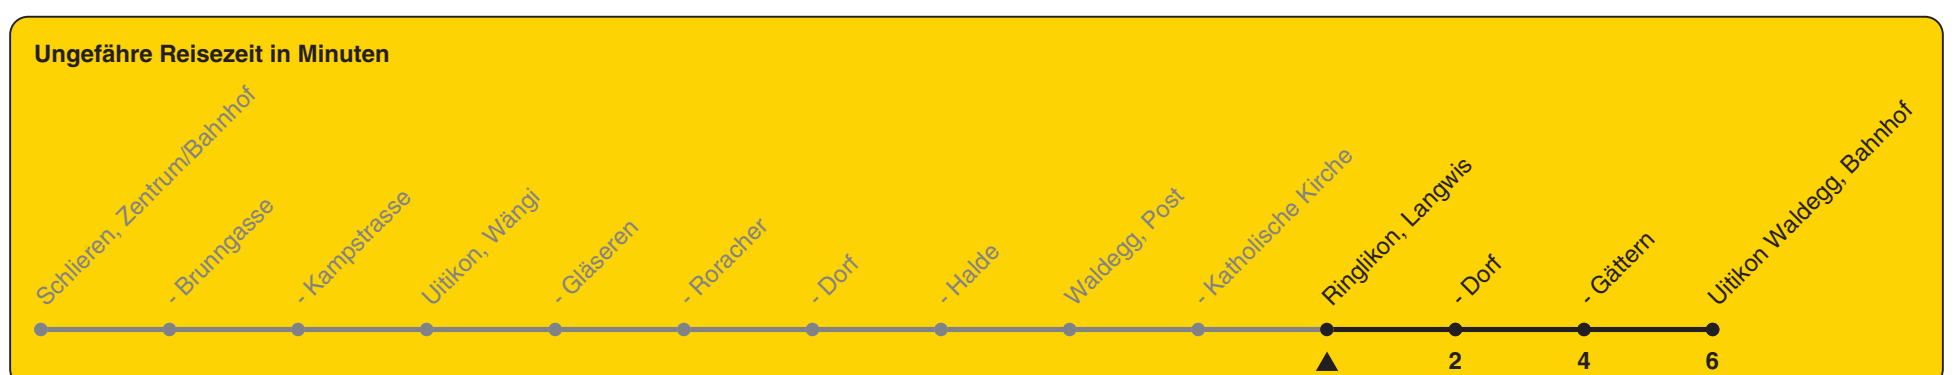 Ungefähre Reisezeit in Minuten
Schlieren, Zentrum/Bahnhof
- Brunngasse
- Kampstrasse
Uitikon, Wängi
- Gläseren
- Roracher
- Dorf
- Halde
Waldegg, Post
- Katholische Kirche
Ringlikon, Langwis
- Dorf
- Gättern
Uitikon Waldegg, Bahnhof
2 4 6